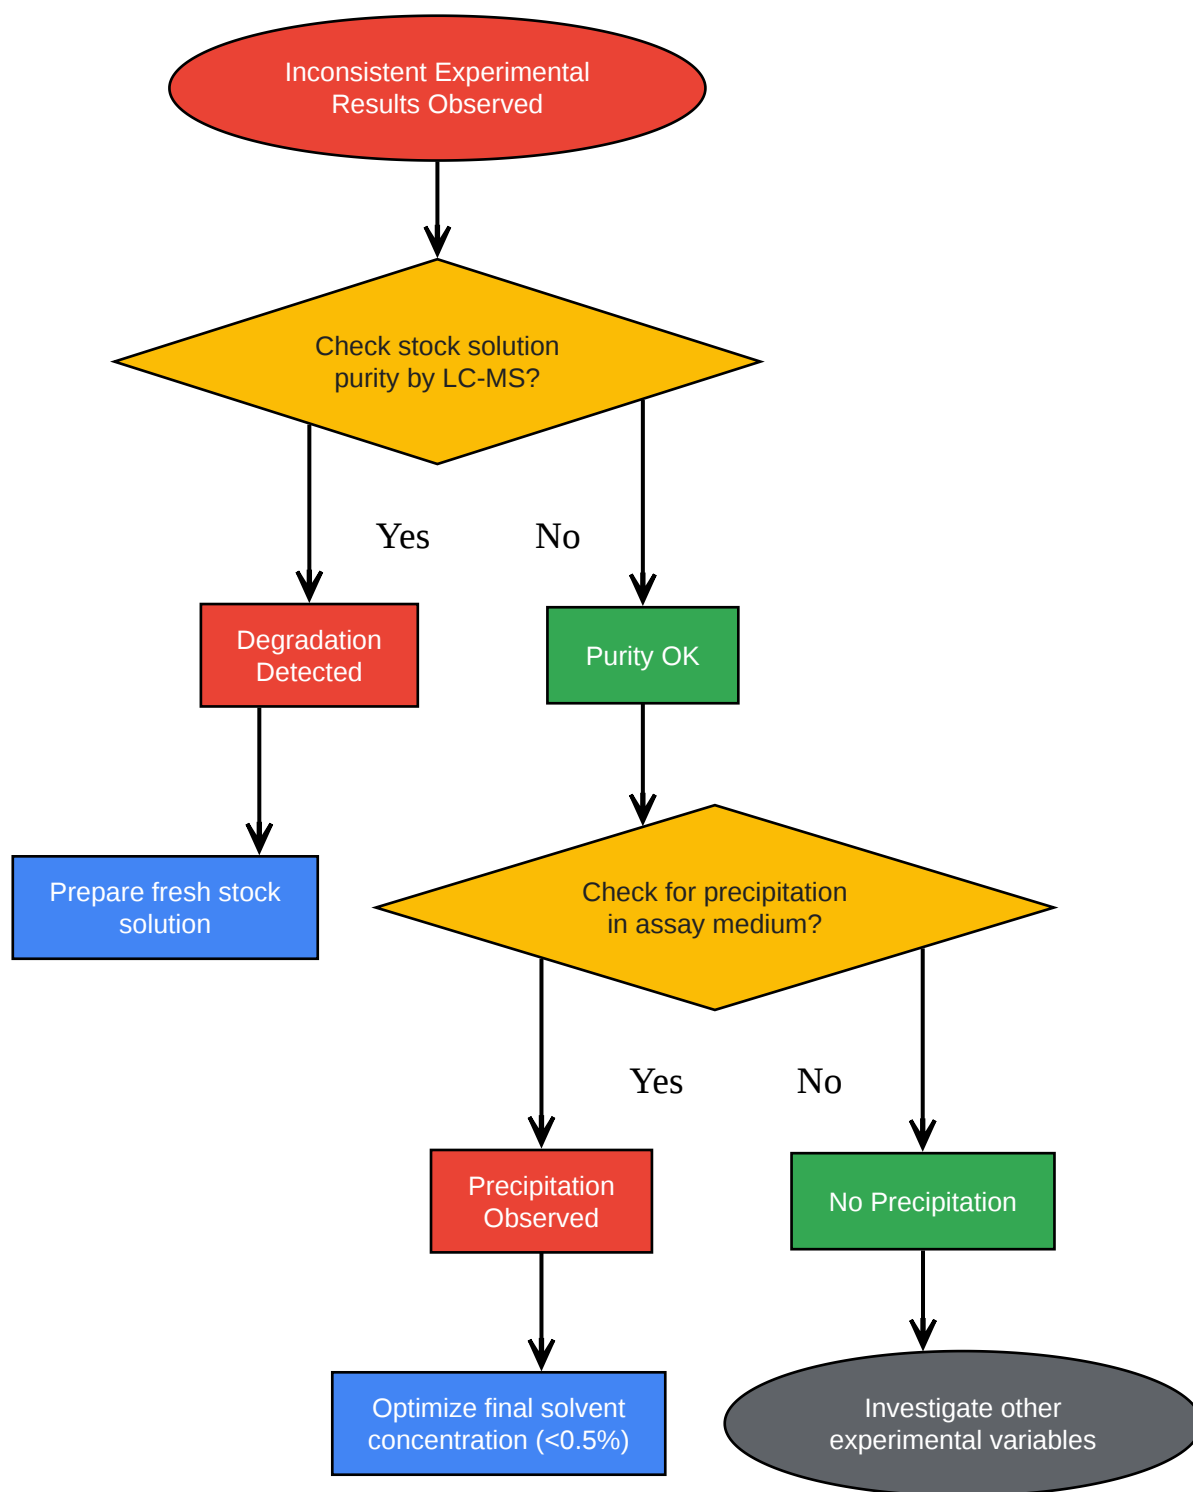 Inconsistent Experimental
Results Observed
Check stock solution
purity by LC-MS?
Yes
No
Degradation
Detected
Purity OK
Prepare fresh stock
solution
Check for precipitation
in assay medium?
Yes
No
Precipitation
Observed
No Precipitation
Optimize final solvent
concentration (<0.5%)
Investigate other
experimental variables